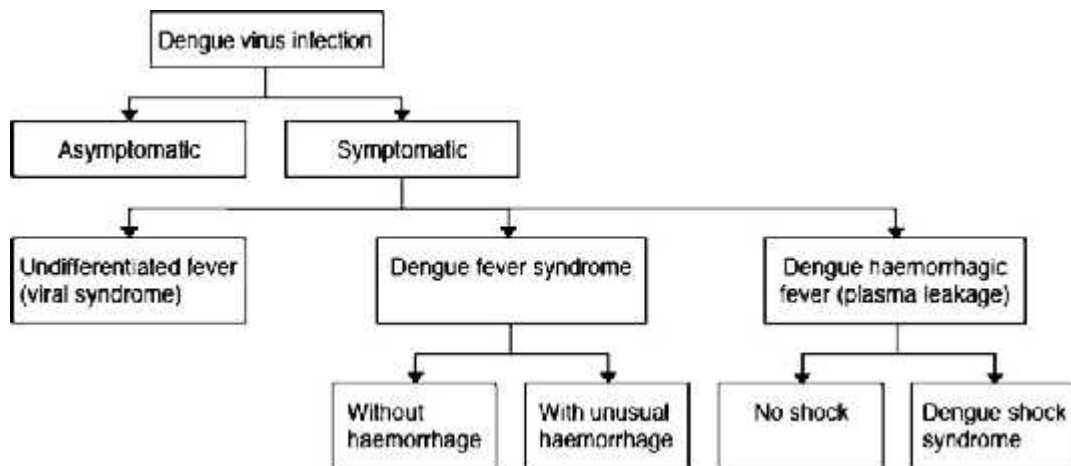 Dengue virus infection
Asymptomatic
Symptomatic
Undifferentiated lever
(viral syndrome)
Dengue fever syndrome
Dengue haemorrhagic
fever (plasma leakage)
Without
haemorrhage
With unusual
haemorrhage
No shock
Dengue shock
syndrome